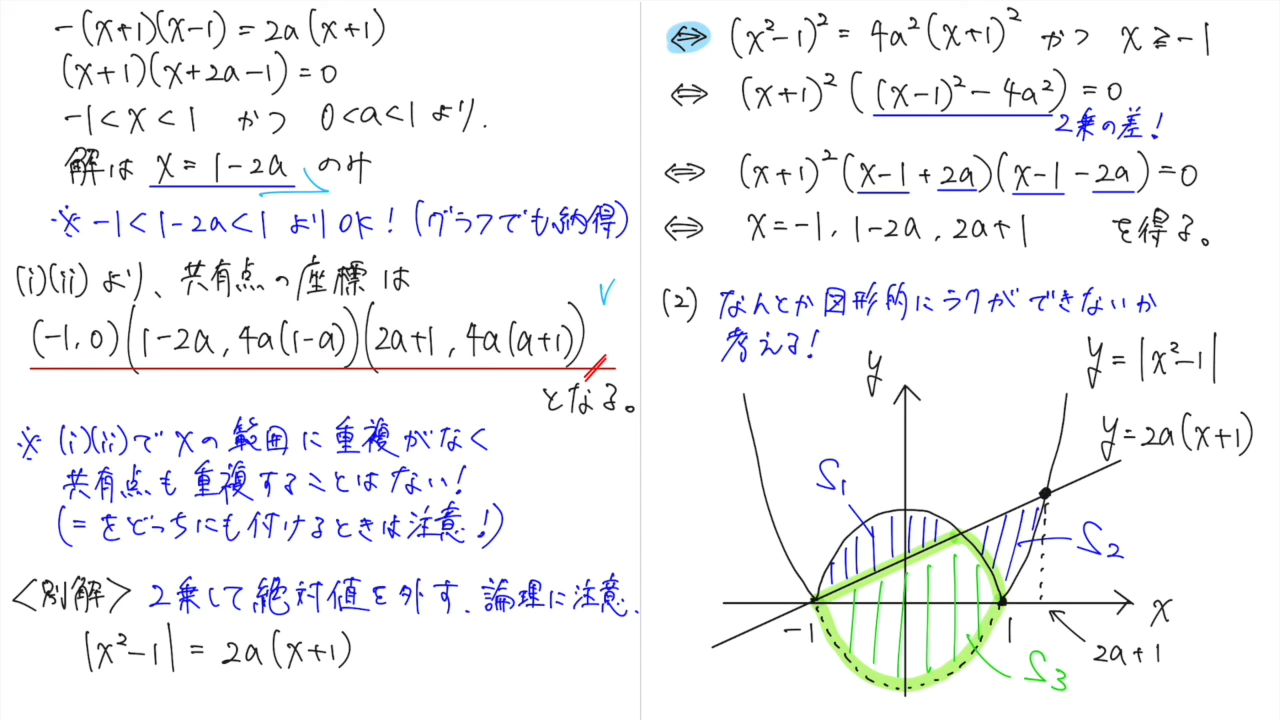 -(x+1)(x-1) = 2a(x+1)
(x+1)(x+2a-1) = 0
-1<x<1 かつ 0<a<1 より.
解は x = 1-2a のみ
※ -1<1-2a<1 より OK!(グラフでも納得)
(i)(ii) より、共有点の座標は
(-1,0)(1-2a, 4a(1-a))(2a+1, 4a(a+1))
となる。
※ (i)(ii)で xの範囲に重複がなく
共有点も重複することはない!
(=をどっちにも付けるときは注意!)
<別解> 2乗して絶対値を外す. 論理に注意.
|x²-1| = 2a(x+1)
⇔ (x²-1)² = 4a²(x+1)² かつ x≧-1
⇔ (x+1)²((x-1)²-4a²) = 0
2乗の差!
⇔ (x+1)²(x-1+2a)(x-1-2a) = 0
⇔ x = -1, 1-2a, 2a+1 を得る。
(2) なんとか図形的にラクができないか
考える!
y = |x²-1|
y
y = 2a(x+1)
S1
S2
-1
1
x
2a+1
S3